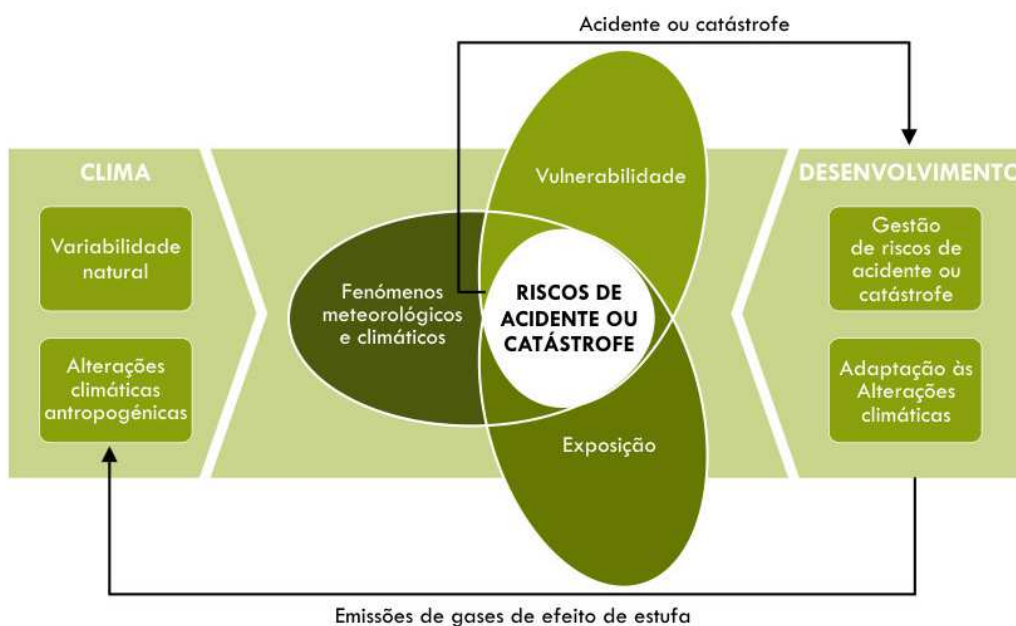 Acidente ou catástrofe
CLIMA
Variabilidade
natural
Alterações
climáticas
antropogénicas
Fenómenos
meteorológicos
e climáticos
Vulnerabilidade
RISCOS DE
ACIDENTE OU
CATÁSTROFE
Exposição
DESENVOLVIMENTO
Gestão
de riscos de
acidente ou
catástrofe
Adaptação às
Alterações
climáticas
Emissões de gases de efeito de estufa